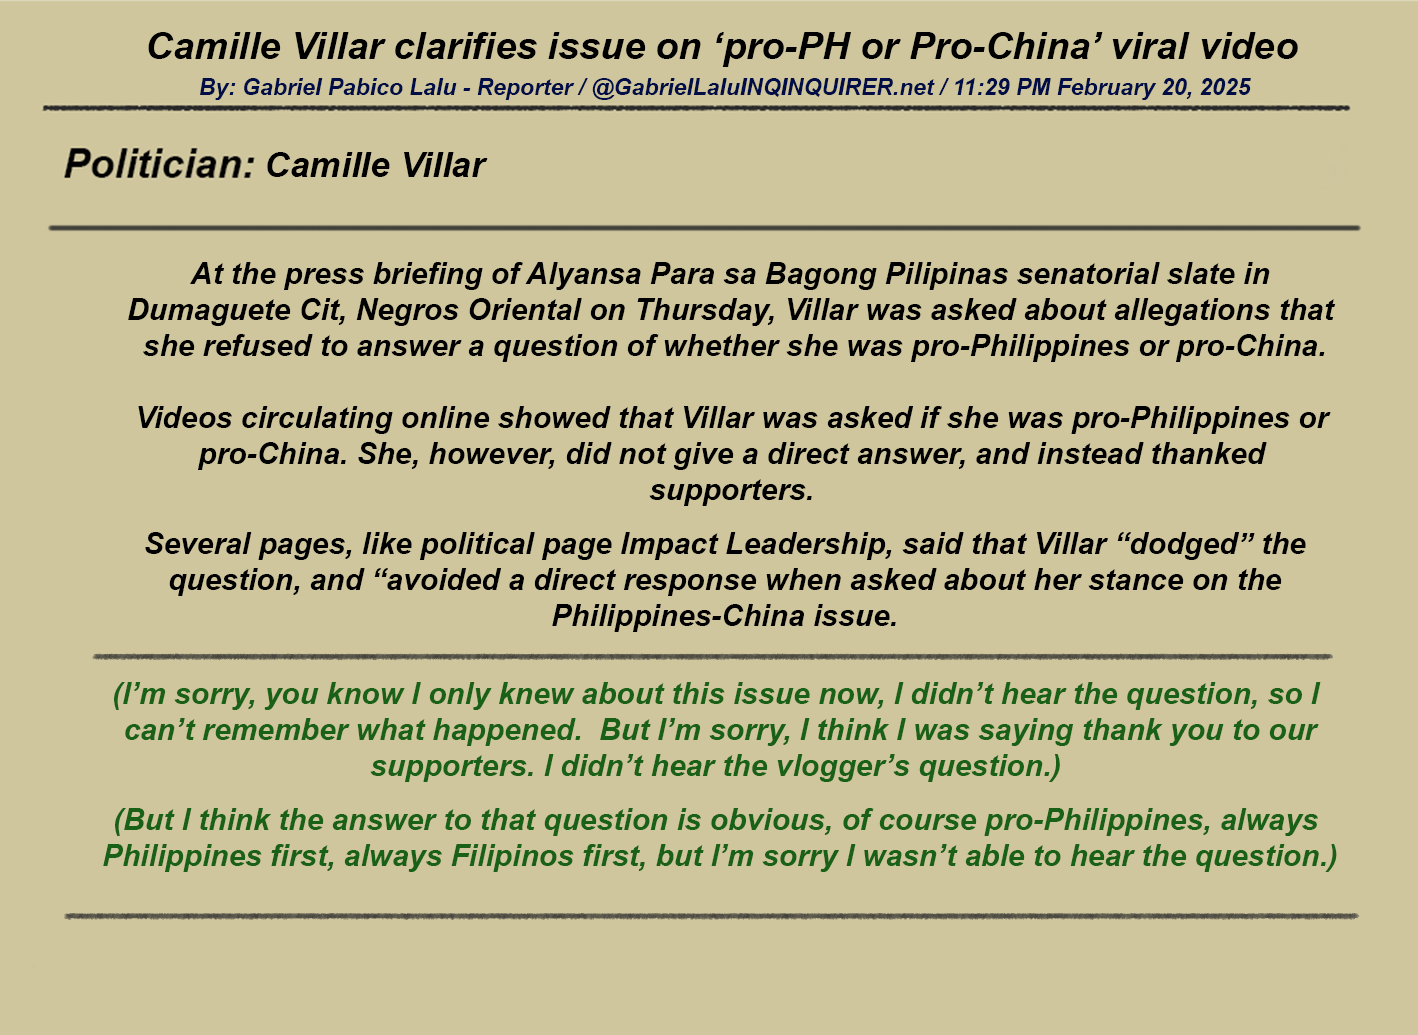 Camille Villar clarifies issue on ‘pro-PH or Pro-China’ viral video
By: Gabriel Pabico Lalu - Reporter / @GabrielLaluINQINQUIRER.net / 11:29 PM February 20, 2025
Politician: Camille Villar
At the press briefing of Alyansa Para sa Bagong Pilipinas senatorial slate in
Dumaguete Cit, Negros Oriental on Thursday, Villar was asked about allegations that
she refused to answer a question of whether she was pro-Philippines or pro-China.
Videos circulating online showed that Villar was asked if she was pro-Philippines or
pro-China. She, however, did not give a direct answer, and instead thanked
supporters.
Several pages, like political page Impact Leadership, said that Villar “dodged” the
question, and “avoided a direct response when asked about her stance on the
Philippines-China issue.
(I’m sorry, you know I only knew about this issue now, I didn’t hear the question, so I
can’t remember what happened.  But I’m sorry, I think I was saying thank you to our
supporters. I didn’t hear the vlogger’s question.)
(But I think the answer to that question is obvious, of course pro-Philippines, always
Philippines first, always Filipinos first, but I’m sorry I wasn’t able to hear the question.)